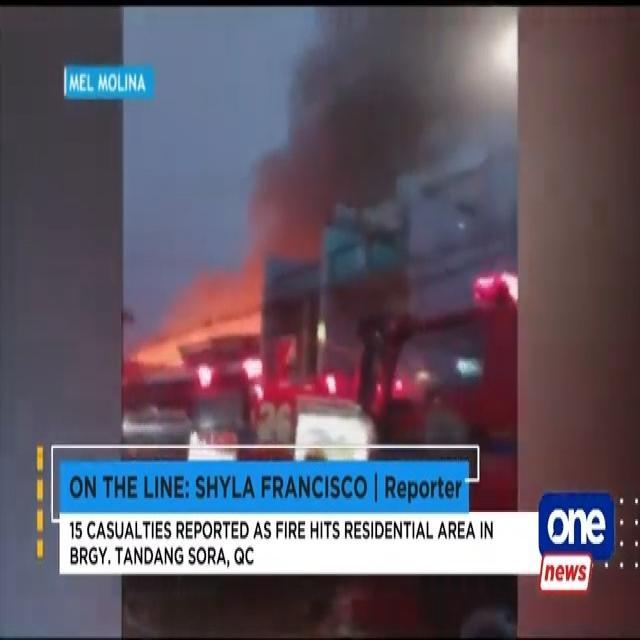 MEL MOLINA
26
ON THE LINE: SHYLA FRANCISCO | Reporter
15 CASUALTIES REPORTED AS FIRE HITS RESIDENTIAL AREA IN
BRGY. TANDANG SORA, QC
one
news